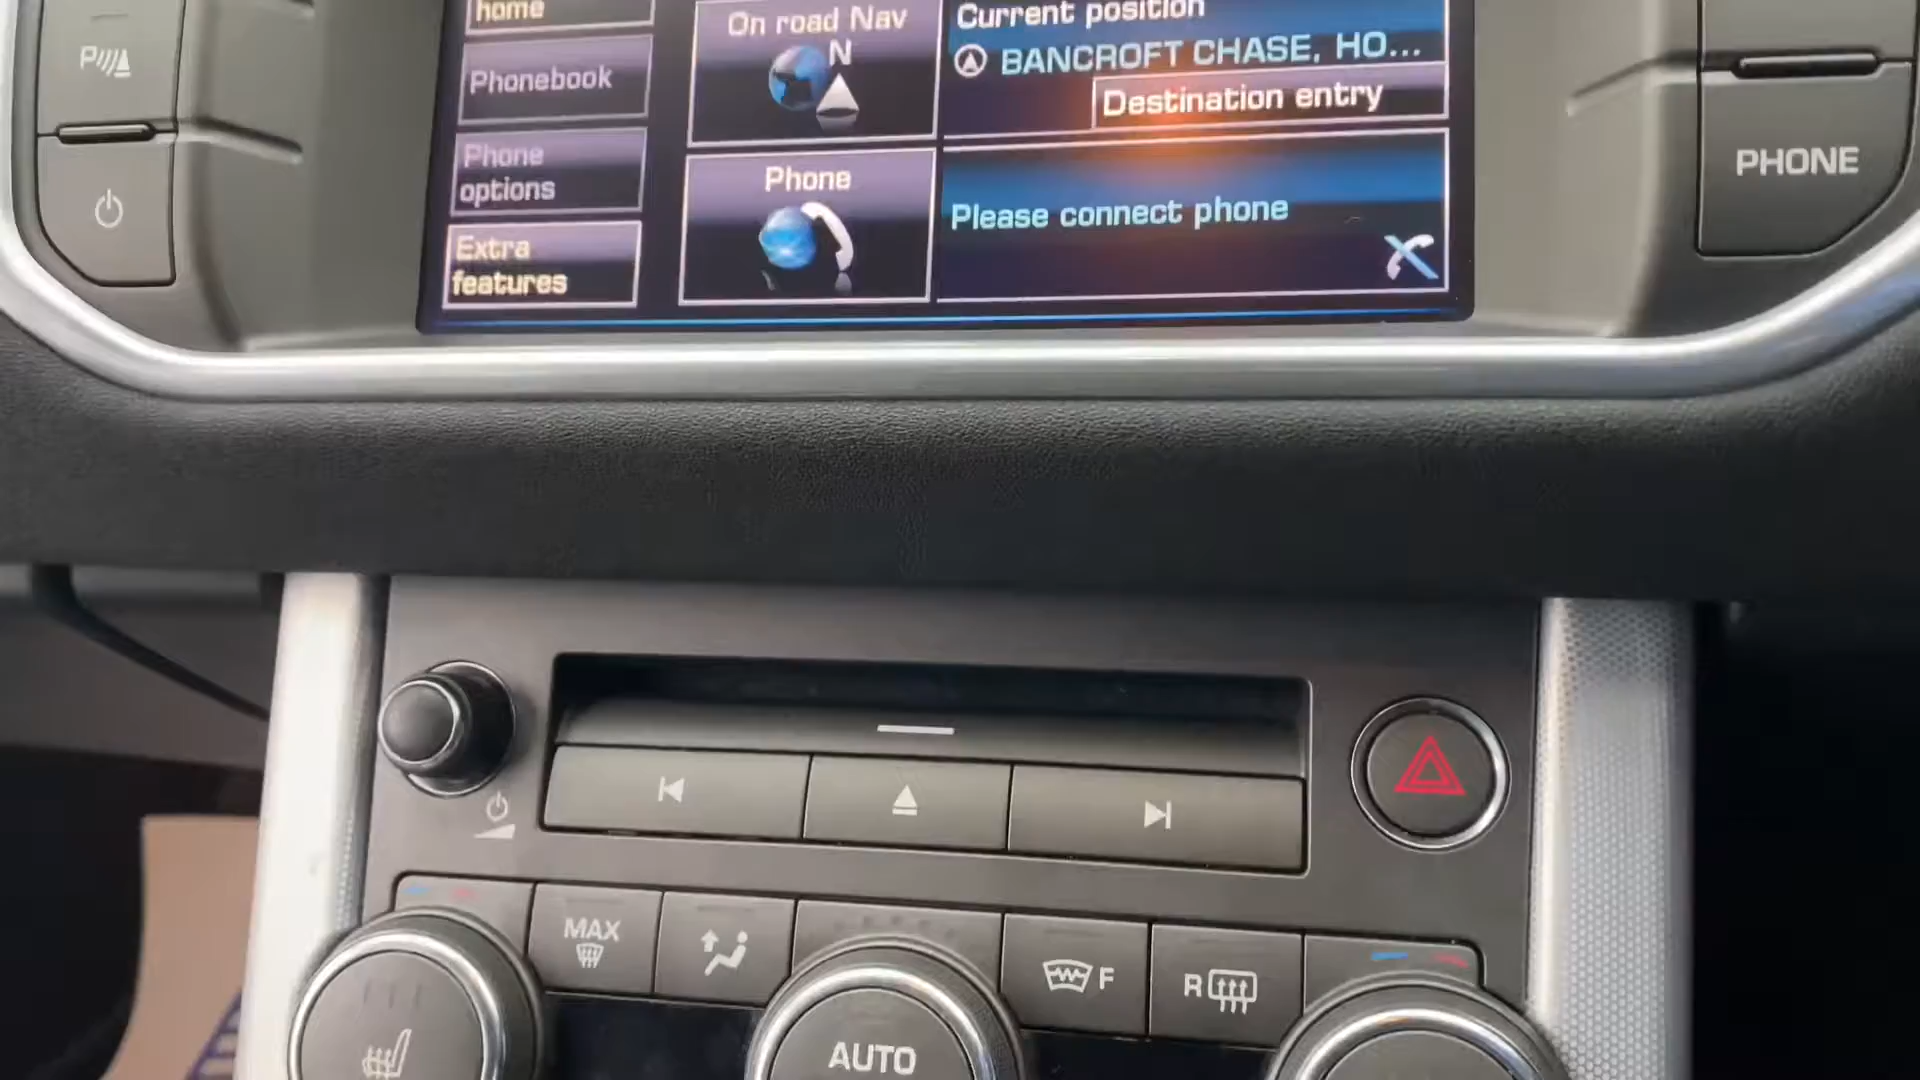 home
Phonebook
Phone
options
Extra
features
On road Nav
N
Phone
Current position
BANCROFT CHASE, HO...
Destination entry
Please connect phone
P
PHONE
MAX
F
R
AUTO